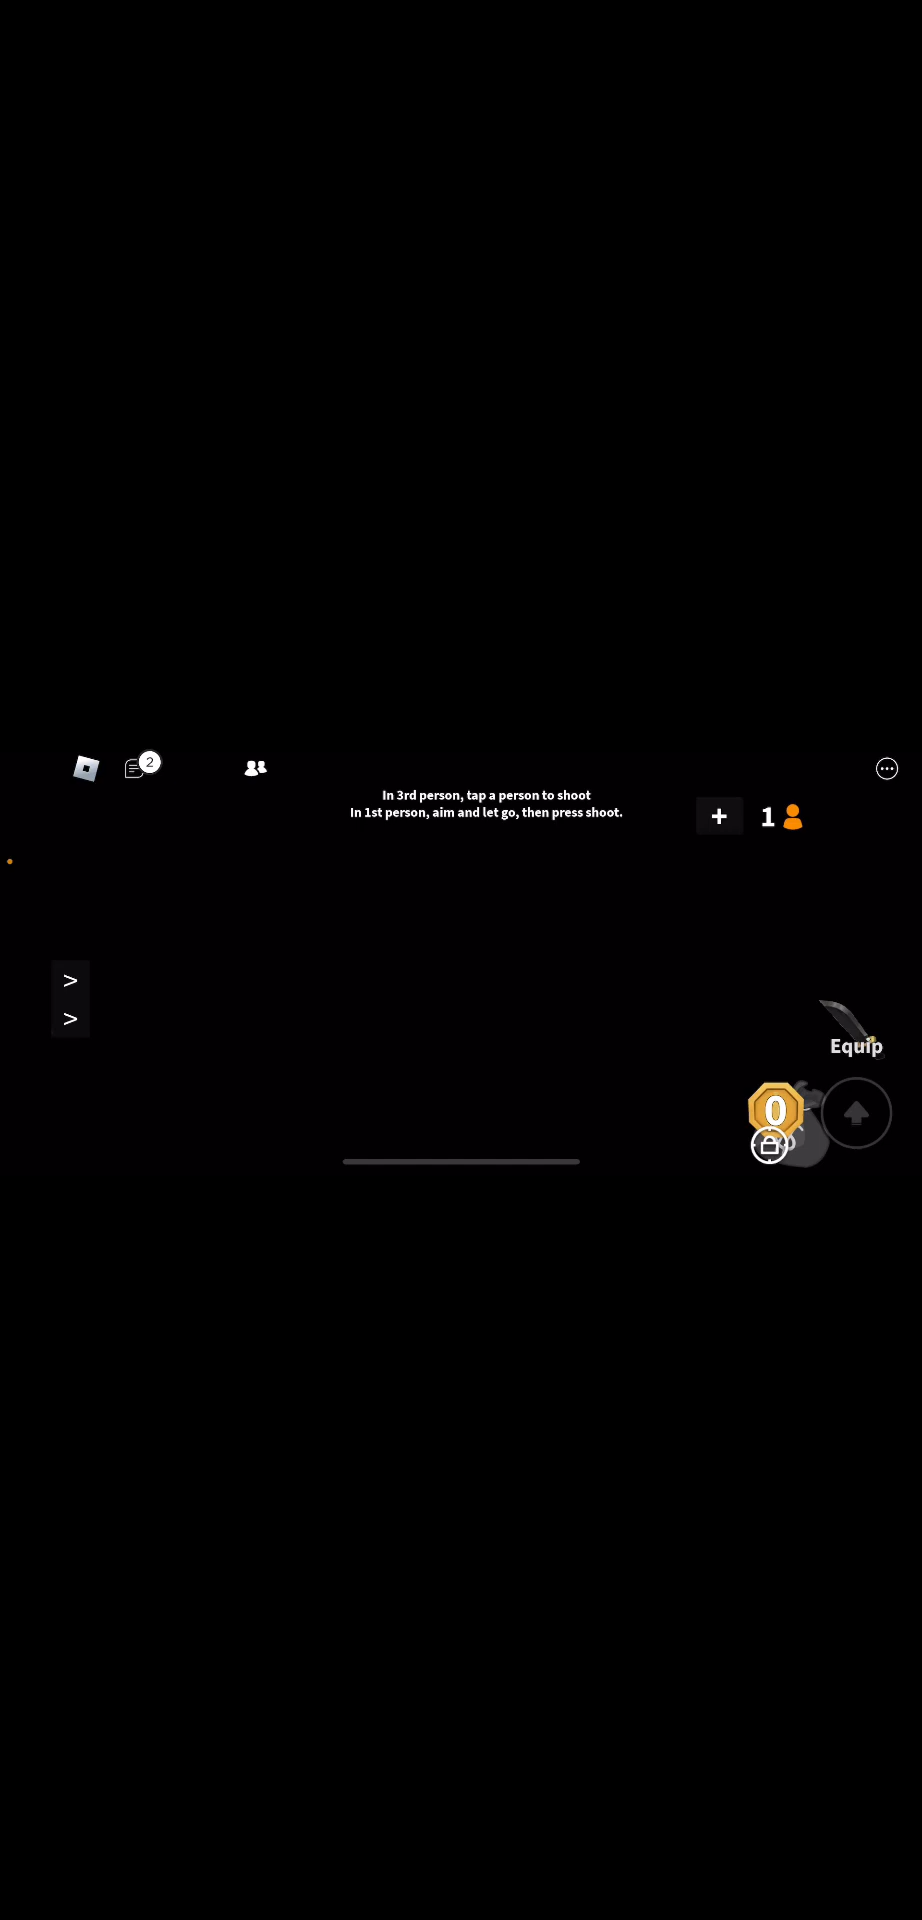 2
In 3rd person, tap a person to shoot
In 1st person, aim and let go, then press shoot.
+ 1
>
>
Equip
0